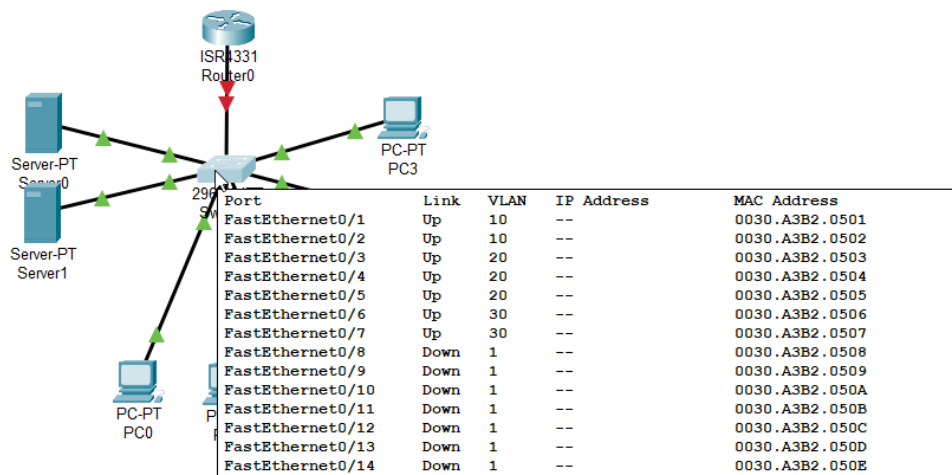 ISR4331
Router0
Server-PT
Server0
Server-PT
Server1
PC-PT
PC3
PC-PT
PC0
Port Link VLAN IP Address MAC Address
FastEthernet0/1 Up 10 -- 0030.A3B2.0501
FastEthernet0/2 Up 10 -- 0030.A3B2.0502
FastEthernet0/3 Up 20 -- 0030.A3B2.0503
FastEthernet0/4 Up 20 -- 0030.A3B2.0504
FastEthernet0/5 Up 20 -- 0030.A3B2.0505
FastEthernet0/6 Up 30 -- 0030.A3B2.0506
FastEthernet0/7 Up 30 -- 0030.A3B2.0507
FastEthernet0/8 Down 1 -- 0030.A3B2.0508
FastEthernet0/9 Down 1 -- 0030.A3B2.0509
FastEthernet0/10 Down 1 -- 0030.A3B2.050A
FastEthernet0/11 Down 1 -- 0030.A3B2.050B
FastEthernet0/12 Down 1 -- 0030.A3B2.050C
FastEthernet0/13 Down 1 -- 0030.A3B2.050D
FastEthernet0/14 Down 1 -- 0030.A3B2.050E